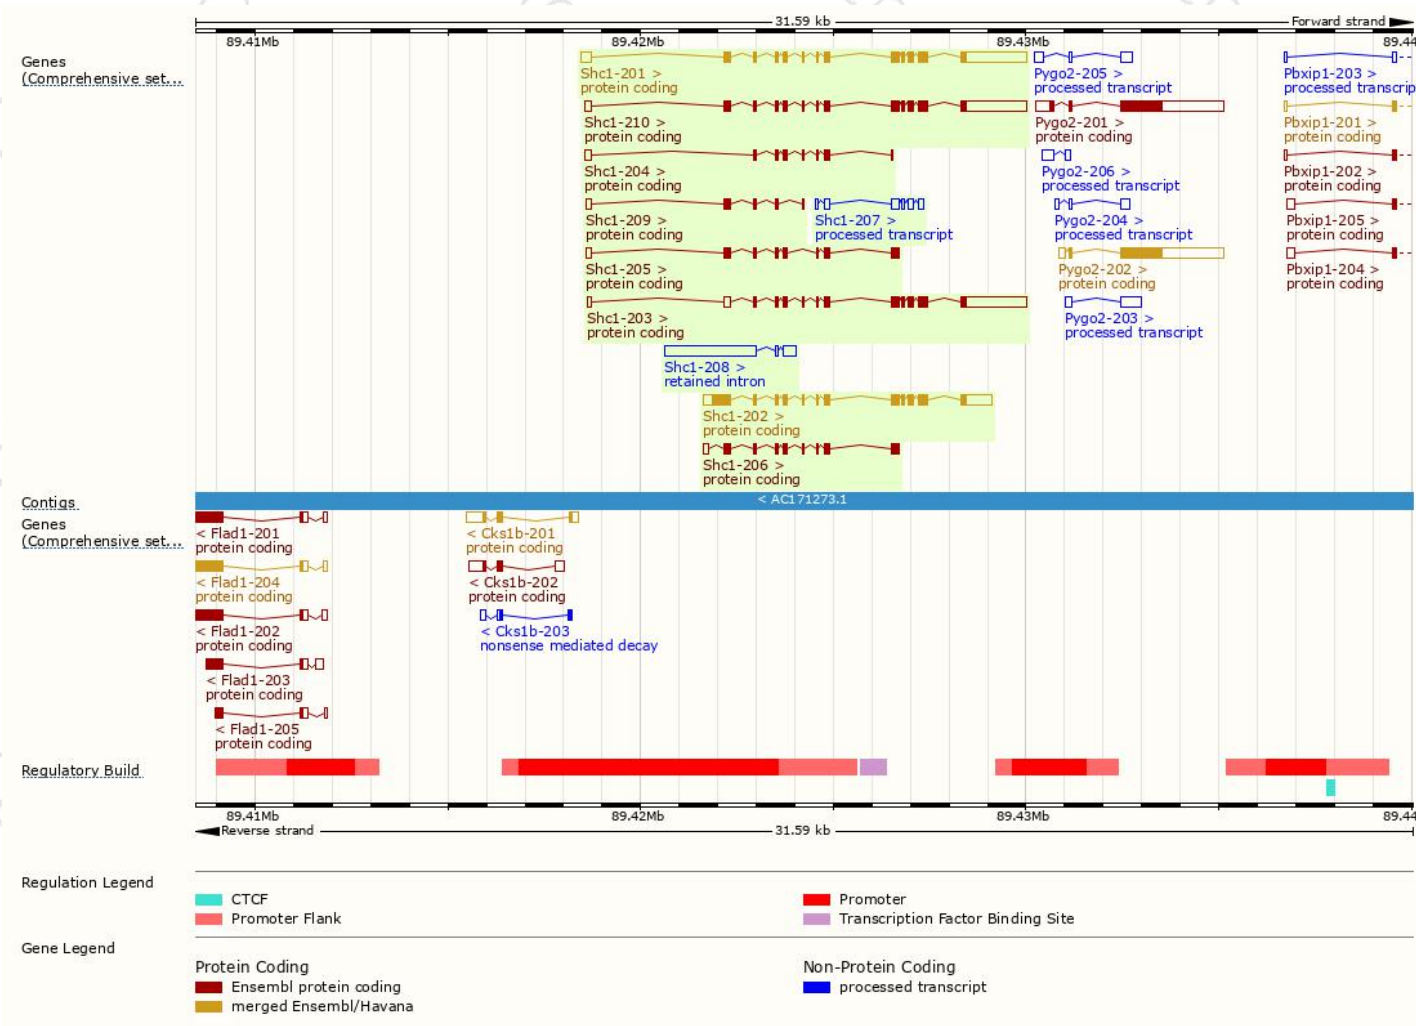 31.59 kb Forward strand
89.41Mb 89.42Mb 89.43Mb 89.44
Genes
(Comprehensive set...
Shc1-201 > Pygo2-205 > Pbxip1-203 >
protein coding processed transcript processed transcrip
Shc1-210 > Pygo2-201 > Pbxip1-201 >
protein coding protein coding protein coding
Shc1-204 > Pygo2-206 > Pbxip1-202 >
protein coding processed transcript protein coding
Shc1-209 > Shc1-207 > Pygo2-204 > Pbxip1-205 >
protein coding processed transcript processed transcript protein coding
Shc1-205 > Pygo2-202 > Pbxip1-204 >
protein coding protein coding protein coding
Shc1-203 > Pygo2-203 >
protein coding processed transcript
Shc1-208 >
retained intron
Shc1-202 >
protein coding
Shc1-206 >
protein coding
Contigs < AC171273.1
Genes
(Comprehensive set...
< Flad1-201 < Cks1b-201
protein coding protein coding
< Flad1-204 < Cks1b-202
protein coding protein coding
< Flad1-202 < Cks1b-203
protein coding nonsense mediated decay
< Flad1-203
protein coding
< Flad1-205
protein coding
Regulatory Build
89.41Mb 89.42Mb 89.43Mb 89.44
Reverse strand 31.59 kb
Regulation Legend
CTCF Promoter
Promoter Flank Transcription Factor Binding Site
Gene Legend
Protein Coding Non-Protein Coding
Ensembl protein coding processed transcript
merged Ensembl/Havana